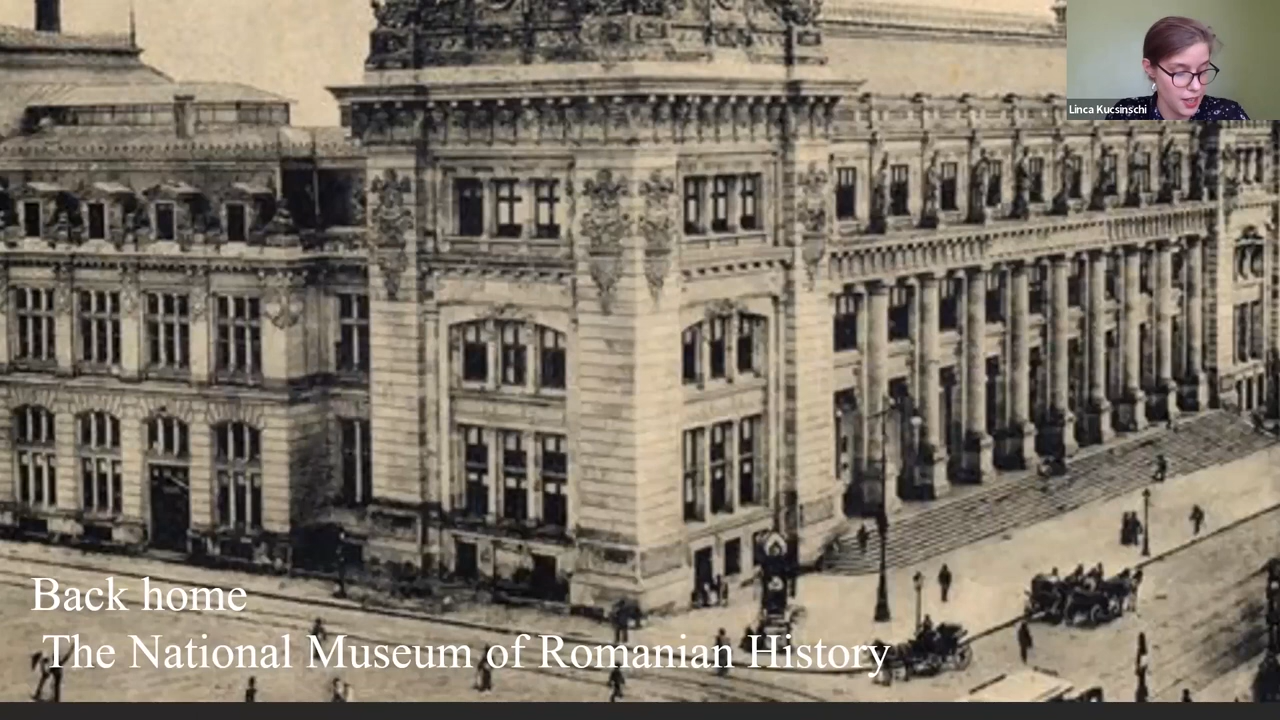 Linca Kucsinschi
Back home
The National Museum of Romanian History